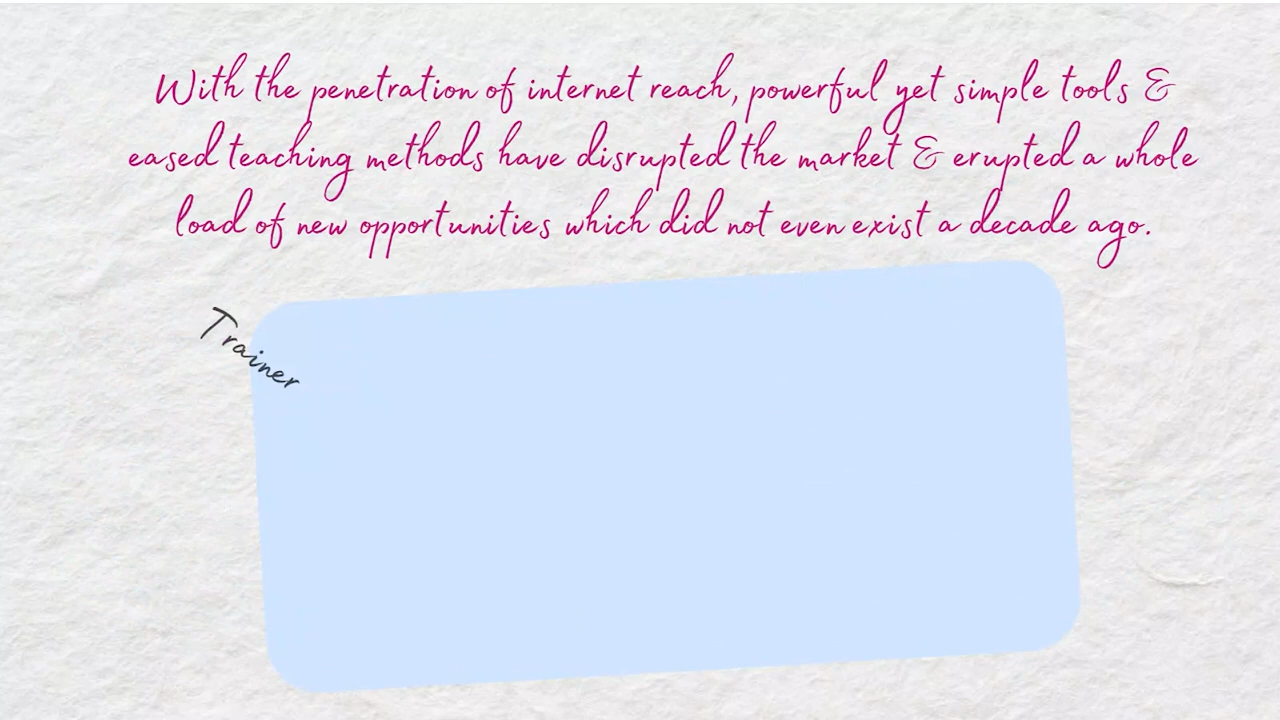 With the penetration of internet reach, powerful yet simple tools &
eased teaching methods have disrupted the market & erupted a whole
load of new opportunities which did not even exist a decade ago.
Trainer